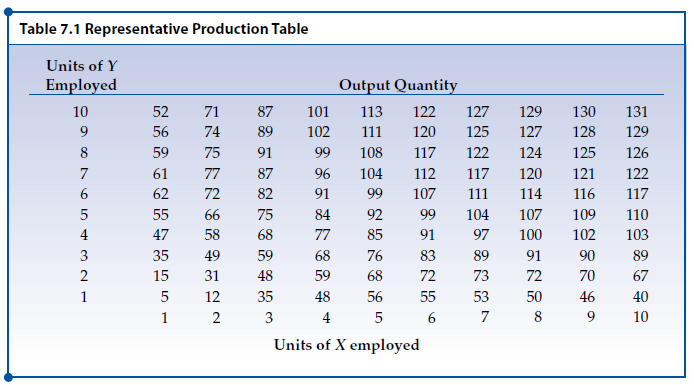 Table 7.1 Representative Production Table
Units of Y
Employed Output Quantity
10 52 71 87 101 113 122 127 129 130 131
9 56 74 89 102 111 120 125 127 128 129
8 59 75 91 99 108 117 122 124 125 126
7 61 77 87 96 104 112 117 120 121 122
6 62 72 82 91 99 107 111 114 116 117
5 55 66 75 84 92 99 104 107 109 110
4 47 58 68 77 85 91 97 100 102 103
3 35 49 59 68 76 83 89 91 90 89
2 15 31 48 59 68 72 73 72 70 67
1 5 12 35 48 56 55 53 50 46 40
1 2 3 4 5 6 7 8 9 10
Units of X employed